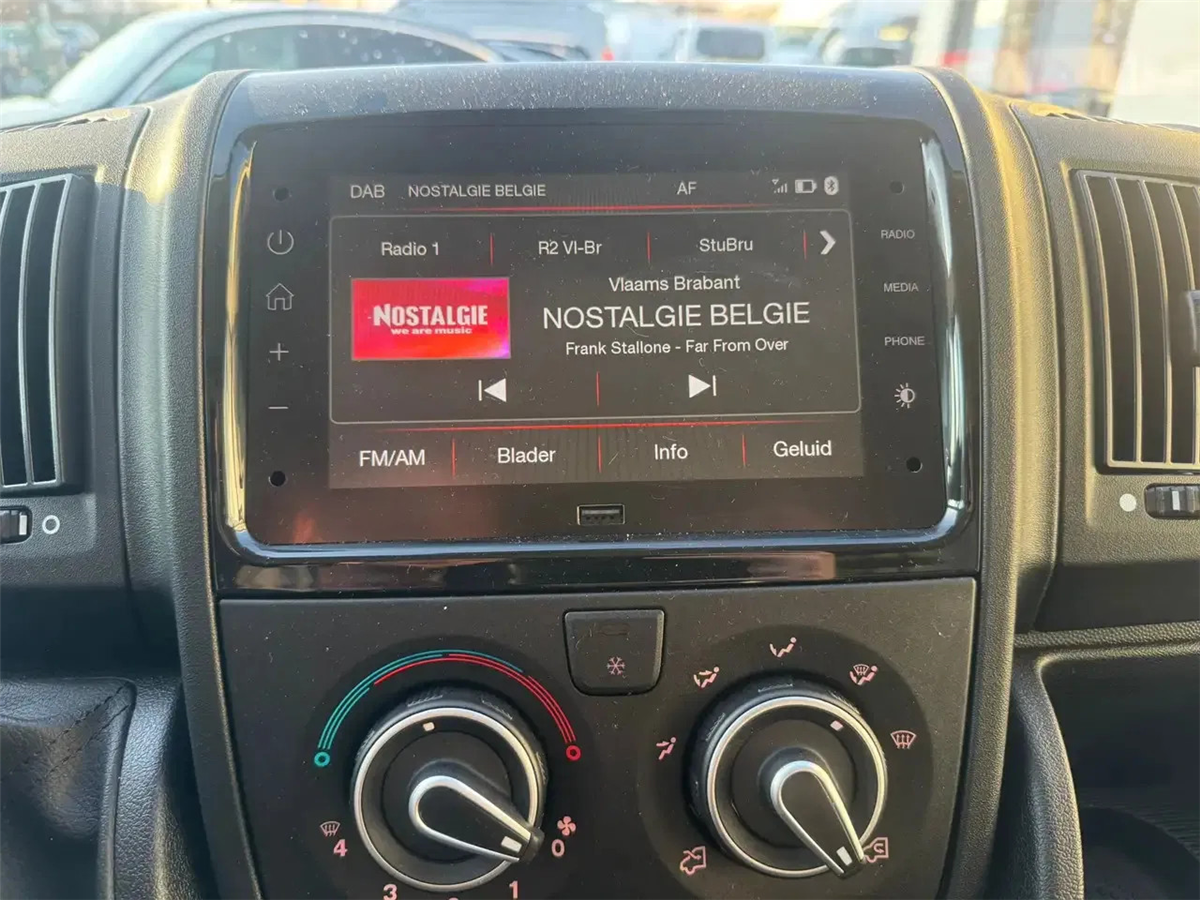 DAB NOSTALGIE BELGIE AF
Radio 1 R2 Vl-Br StuBru
RADIO
MEDIA
PHONE
Vlaams Brabant
NOSTALGIE BELGIE
Frank Stallone - Far From Over
NOSTALGIE
we are music
FM/AM Blader Info Geluid
4
3
1
0